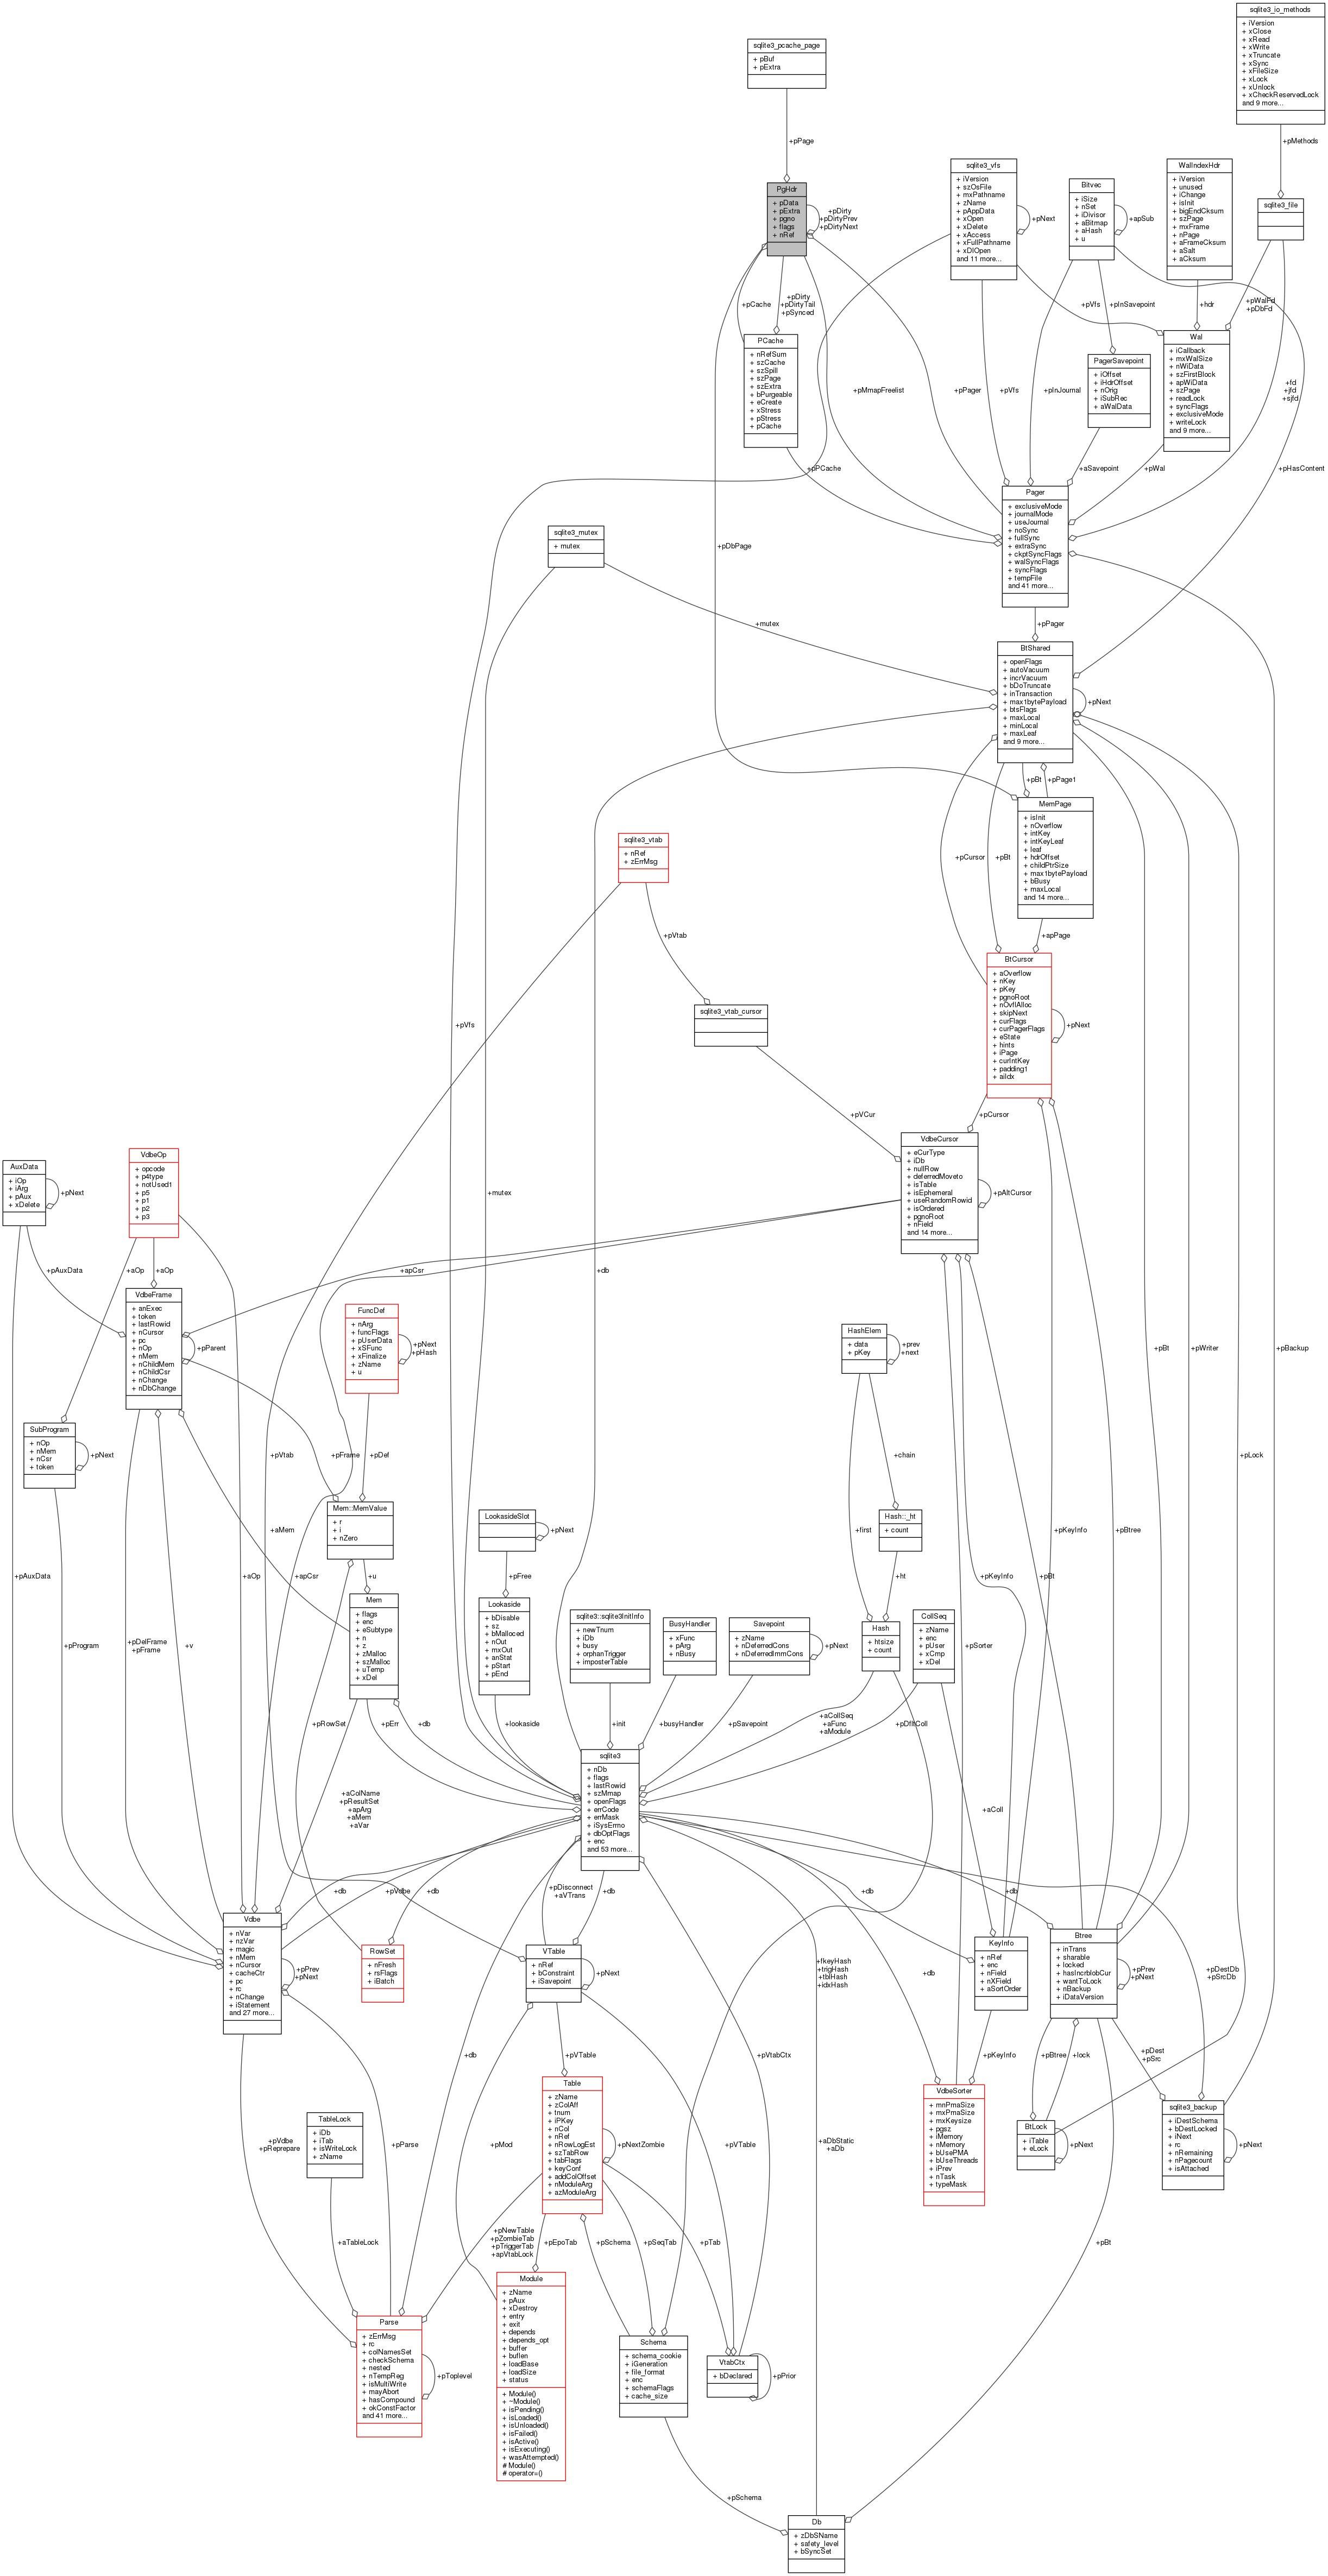 sqlite3_io_methods
+ iVersion
+ xClose
+ xRead
+ xWrite
+ xTruncate
+ xSync
+ xFileSize
+ xLock
+ xUnlock
+ xCheckReservedLock
and 9 more...
sqlite3_pcache_page
+ pBuf
+ pExtra
+pPage
+pMethods
PgHdr
+ pData
+ pExtra
+ pgno
+ flags
+ nRef
+pDirty
+pDirtyPrev
+pDirtyNext
sqlite3_vfs
+ iVersion
+ szOsFile
+ mxPathname
+ zName
+ pAppData
+ xOpen
+ xDelete
+ xAccess
+ xFullPathname
+ xDlOpen
and 11 more...
+pNext
Bitvec
+ iSize
+ nSet
+ iDivisor
+ aBitmap
+ aHash
+ u
+apSub
WalIndexHdr
+ iVersion
+ unused
+ iChange
+ isInit
+ bigEndCksum
+ szPage
+ mxFrame
+ nPage
+ aFrameCksum
+ aSalt
+ aCksum
sqlite3_file
+pCache
+pDirty
+pDirtyTail
+pSynced
+pVfs
+pInSavepoint
+hdr
+pWalFd
+pDbFd
PCache
+ nRefSum
+ szCache
+ szSpill
+ szPage
+ szExtra
+ bPurgeable
+ eCreate
+ xStress
+ pStress
+ pCache
PagerSavepoint
+ iOffset
+ iHdrOffset
+ nOrig
+ iSubRec
+ aWalData
Wal
+ iCallback
+ mxWalSize
+ nWiData
+ szFirstBlock
+ apWiData
+ szPage
+ readLock
+ syncFlags
+ exclusiveMode
+ writeLock
and 9 more...
+pMmapFreelist
+pPager
+pVfs
+pInJournal
+fd
+jfd
+sjfd
+pPCache
+aSavepoint
+pWal
+pHasContent
Pager
+ exclusiveMode
+ journalMode
+ useJournal
+ noSync
+ fullSync
+ extraSync
+ ckptSyncFlags
+ walSyncFlags
+ syncFlags
+ tempFile
and 41 more...
sqlite3_mutex
+ mutex
+pDbPage
+mutex
+pPager
BtShared
+ openFlags
+ autoVacuum
+ incrVacuum
+ bDoTruncate
+ inTransaction
+ max1bytePayload
+ btsFlags
+ maxLocal
+ minLocal
+ maxLeaf
and 9 more...
+pNext
+pBt
+pPage1
MemPage
+ isInit
+ nOverflow
+ intKey
+ intKeyLeaf
+ leaf
+ hdrOffset
+ childPtrSize
+ max1bytePayload
+ bBusy
+ maxLocal
and 14 more...
sqlite3_vtab
+ nRef
+ zErrMsg
+pCursor
+pBt
+pVtab
+apPage
BtCursor
+ aOverflow
+ nKey
+ pKey
+ pgnoRoot
+ nOvflAlloc
+ skipNext
+ curFlags
+ curPagerFlags
+ eState
+ hints
+ iPage
+ curIntKey
+ padding1
+ aiIdx
+pNext
sqlite3_vtab_cursor
+pVfs
+pVCur
+pCursor
VdbeCursor
+ eCurType
+ iDb
+ nullRow
+ deferredMoveto
+ isTable
+ isEphemeral
+ useRandomRowid
+ isOrdered
+ pgnoRoot
+ nField
and 14 more...
+pAltCursor
AuxData
+ iOp
+ iArg
+ pAux
+ xDelete
+pNext
VdbeOp
+ opcode
+ p4type
+ notUsed1
+ p5
+ p1
+ p2
+ p3
+mutex
+pAuxData
+aOp
+aOp
+apCsr
+db
VdbeFrame
+ anExec
+ token
+ lastRowid
+ nCursor
+ pc
+ nOp
+ nMem
+ nChildMem
+ nChildCsr
+ nChange
+ nDbChange
+pParent
FuncDef
+ nArg
+ funcFlags
+ pUserData
+ xSFunc
+ xFinalize
+ zName
+ u
+pNext
+pHash
HashElem
+ data
+ pKey
+prev
+next
+pBt
+pWriter
+pBackup
SubProgram
+ nOp
+ nMem
+ nCsr
+ token
+pNext
+pVtab
+pFrame
+pDef
+chain
+pLock
Mem::MemValue
+ r
+ i
+ nZero
LookasideSlot
+pNext
Hash::_ht
+ count
+aMem
+first
+pKeyInfo
+pBtree
+pAuxData
+aOp
+apCsr
+u
+pFree
+ht
+pKeyInfo
+pBt
Mem
+ flags
+ enc
+ eSubtype
+ n
+ z
+ zMalloc
+ szMalloc
+ uTemp
+ xDel
Lookaside
+ bDisable
+ sz
+ bMalloced
+ nOut
+ mxOut
+ anStat
+ pStart
+ pEnd
sqlite3::sqlite3InitInfo
+ newTnum
+ iDb
+ busy
+ orphanTrigger
+ imposterTable
BusyHandler
+ xFunc
+ pArg
+ nBusy
Savepoint
+ zName
+ nDeferredCons
+ nDeferredImmCons
+pNext
Hash
+ htsize
+ count
CollSeq
+ zName
+ enc
+ pUser
+ xCmp
+ xDel
+pProgram
+pDelFrame
+pFrame
+v
+pSorter
+pRowSet
+pErr
+db
+lookaside
+init
+busyHandler
+pSavepoint
+aCollSeq
+aFunc
+aModule
+pDfltColl
sqlite3
+ nDb
+ flags
+ lastRowid
+ szMmap
+ openFlags
+ errCode
+ errMask
+ iSysErrno
+ dbOptFlags
+ enc
and 53 more...
+aColName
+pResultSet
+apArg
+aMem
+aVar
+aColl
+db
+pVdbe
+db
+pDisconnect
+aVTrans
+db
+db
+db
Vdbe
+ nVar
+ nzVar
+ magic
+ nMem
+ nCursor
+ cacheCtr
+ pc
+ rc
+ nChange
+ iStatement
and 27 more...
+pPrev
+pNext
RowSet
+ nFresh
+ rsFlags
+ iBatch
VTable
+ nRef
+ bConstraint
+ iSavepoint
+pNext
+fkeyHash
+trigHash
+tblHash
+idxHash
+db
KeyInfo
+ nRef
+ enc
+ nField
+ nXField
+ aSortOrder
Btree
+ inTrans
+ sharable
+ locked
+ hasIncrblobCur
+ wantToLock
+ nBackup
+ iDataVersion
+pPrev
+pNext
+pDestDb
+pSrcDb
+db
+pVTable
+pVtabCtx
+pKeyInfo
+pBtree
+lock
+pDest
+pSrc
TableLock
+ iDb
+ iTab
+ isWriteLock
+ zName
Table
+ zName
+ zColAff
+ tnum
+ iPKey
+ nCol
+ nRef
+ nRowLogEst
+ szTabRow
+ tabFlags
+ keyConf
+ addColOffset
+ nModuleArg
+ azModuleArg
+pNextZombie
VdbeSorter
+ mnPmaSize
+ mxPmaSize
+ mxKeysize
+ pgsz
+ iMemory
+ nMemory
+ bUsePMA
+ bUseThreads
+ iPrev
+ nTask
+ typeMask
BtLock
+ iTable
+ eLock
+pNext
sqlite3_backup
+ iDestSchema
+ bDestLocked
+ iNext
+ rc
+ nRemaining
+ nPagecount
+ isAttached
+pNext
+pVdbe
+pReprepare
+pParse
+pMod
+pVTable
+aDbStatic
+aDb
+aTableLock
+pNewTable
+pZombieTab
+pTriggerTab
+apVtabLock
+pEpoTab
+pSchema
+pSeqTab
+pTab
+pBt
Parse
+ zErrMsg
+ rc
+ colNamesSet
+ checkSchema
+ nested
+ nTempReg
+ isMultiWrite
+ mayAbort
+ hasCompound
+ okConstFactor
and 41 more...
+pToplevel
Module
+ zName
+ pAux
+ xDestroy
+ entry
+ exit
+ depends
+ depends_opt
+ buffer
+ buflen
+ loadBase
+ loadSize
+ status
+ Module()
+ ~Module()
+ isPending()
+ isLoaded()
+ isUnloaded()
+ isFailed()
+ isActive()
+ isExecuting()
+ wasAttempted()
# Module()
# operator=()
Schema
+ schema_cookie
+ iGeneration
+ file_format
+ enc
+ schemaFlags
+ cache_size
VtabCtx
+ bDeclared
+pPrior
+pSchema
Db
+ zDbSName
+ safety_level
+ bSyncSet